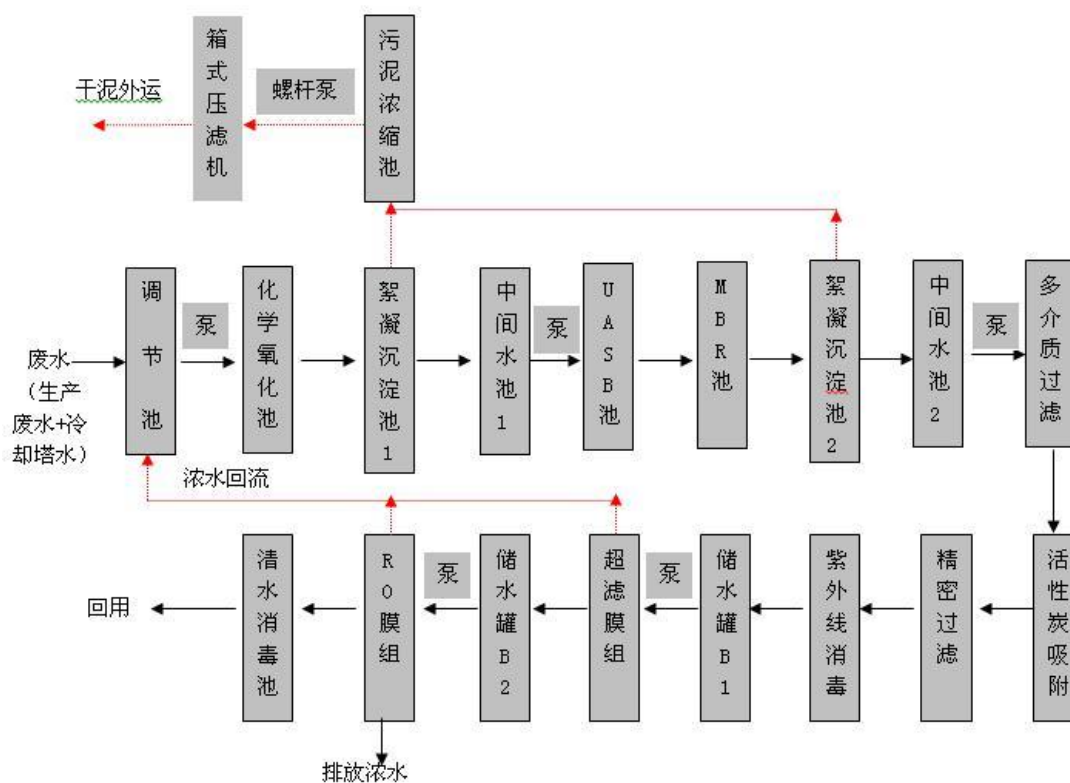 箱式压滤机
污泥浓缩池
干泥外运
螺杆泵
调节池
泵
化学氧化池
絮凝沉淀池1
中间水池1
泵
UASB池
MBR池
絮凝沉淀池2
中间水池2
泵
多介质过滤
废水
(生产
废水+冷
却塔水)
浓水回流
回用
清水消毒池
RO膜组
泵
储水罐B2
超滤膜组
泵
储水罐B1
紫外线消毒
精密过滤
活性炭吸附
排放浓水